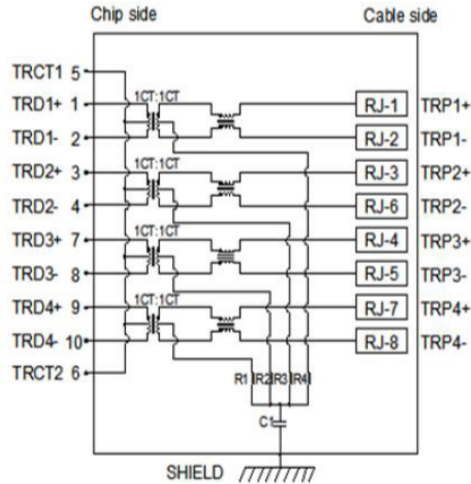 Chip side Cable side
TRCT1 5
TRD1+ 1 1CT:1CT RJ-1 TRP1+
TRD1- 2 RJ-2 TRP1-
TRD2+ 3 1CT:1CT RJ-3 TRP2+
TRD2- 4 RJ-6 TRP2-
TRD3+ 7 1CT:1CT RJ-4 TRP3+
TRD3- 8 RJ-5 TRP3-
TRD4+ 9 1CT:1CT RJ-7 TRP4+
TRD4- 10 RJ-8 TRP4-
TRCT2 6 R1 R2 R3 R4
C1
SHIELD